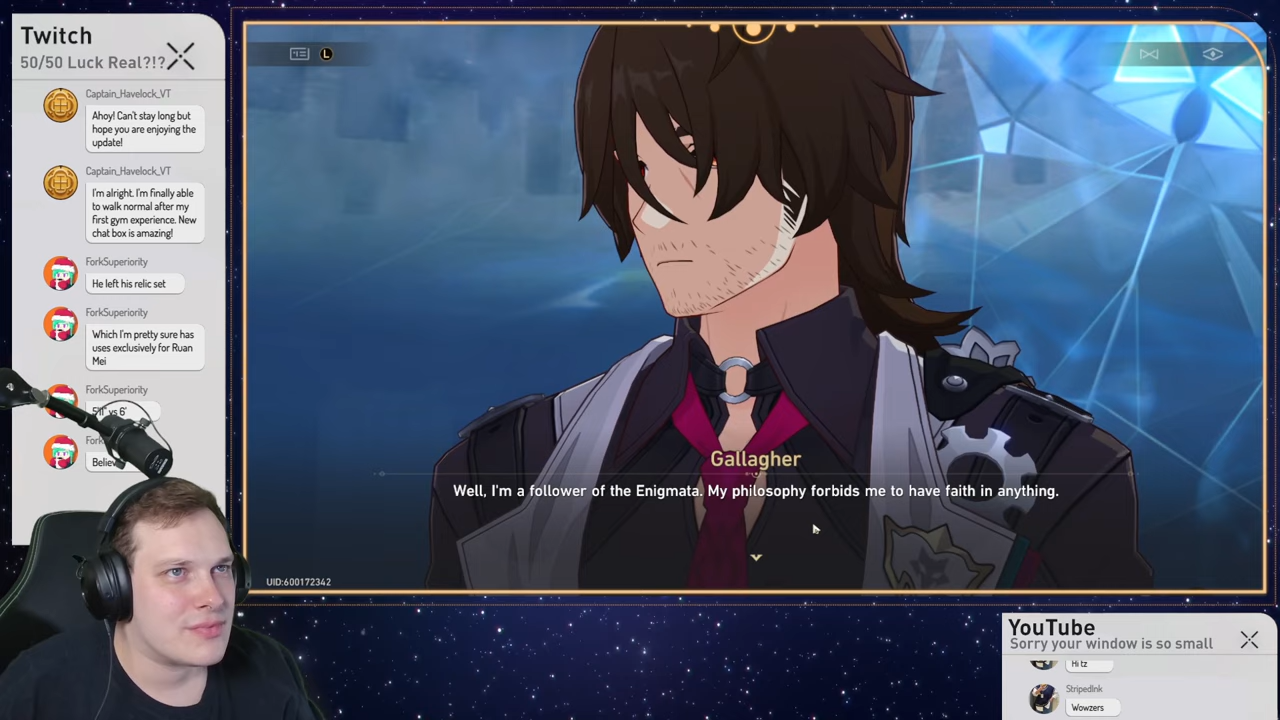 Twitch
50/50 Luck Real?!?
Captain_Havelock_VT
Ahoy! Can't stay long but
hope you are enjoying the
update!
Captain_Havelock_VT
I'm alright. I'm finally able
to walk normal after my
first gym experience. New
chat box is amazing!
ForkSuperiority
He left his relic set
ForkSuperiority
Which I'm pretty sure has
uses exclusively for Ruan
Mei
ForkSuperiority
5'11" vs 6'
L
Gallagher
Well, I'm a follower of the Enigmata. My philosophy forbids me to have faith in anything.
UID:600172342
YouTube
Sorry your window is so small
Hi tz
StripedInk
Wowzers